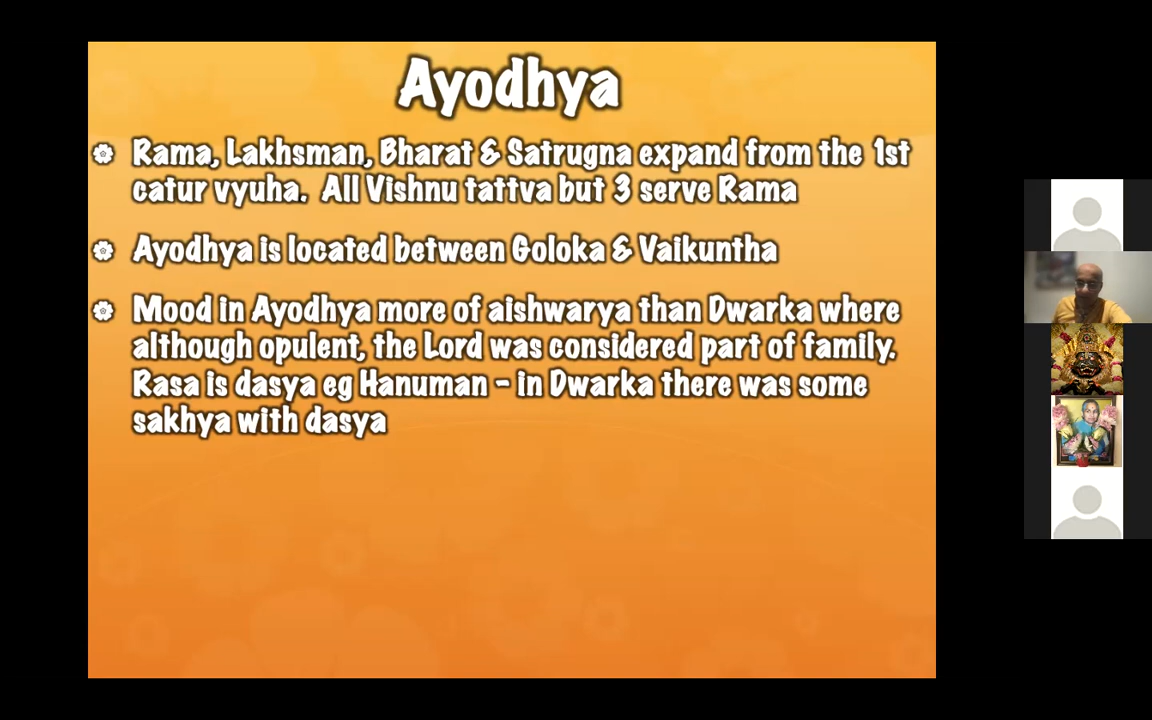 Ayodhya
Rama, Lakhsman, Bharat & Satrugna expand from the 1st
catur vyuha.  All Vishnu tattva but 3 serve Rama
Ayodhya is located between Goloka & Vaikuntha
Mood in Ayodhya more of aishwarya than Dwarka where
although opulent, the Lord was considered part of family.
Rasa is dasya eg Hanuman - in Dwarka there was some
sakhya with dasya